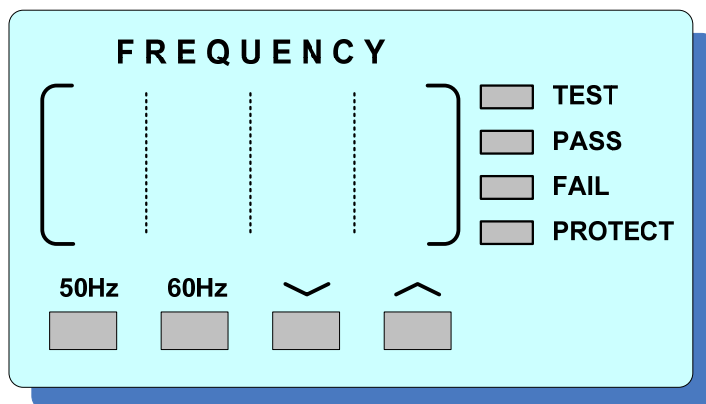 FREQUENCY
TEST
PASS
FAIL
PROTECT
50Hz 60Hz